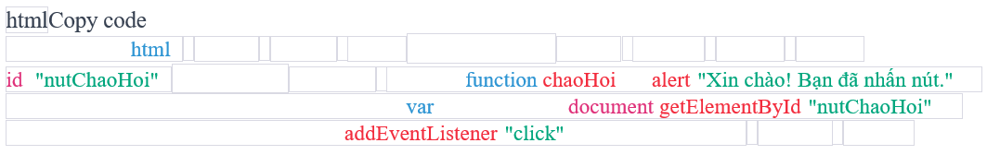 htmlCopy code
html
id "nutChaoHoi" function chaoHoi alert "Xin chào! Bạn đã nhấn nút."
var document getElementById "nutChaoHoi"
addEventListener "click"